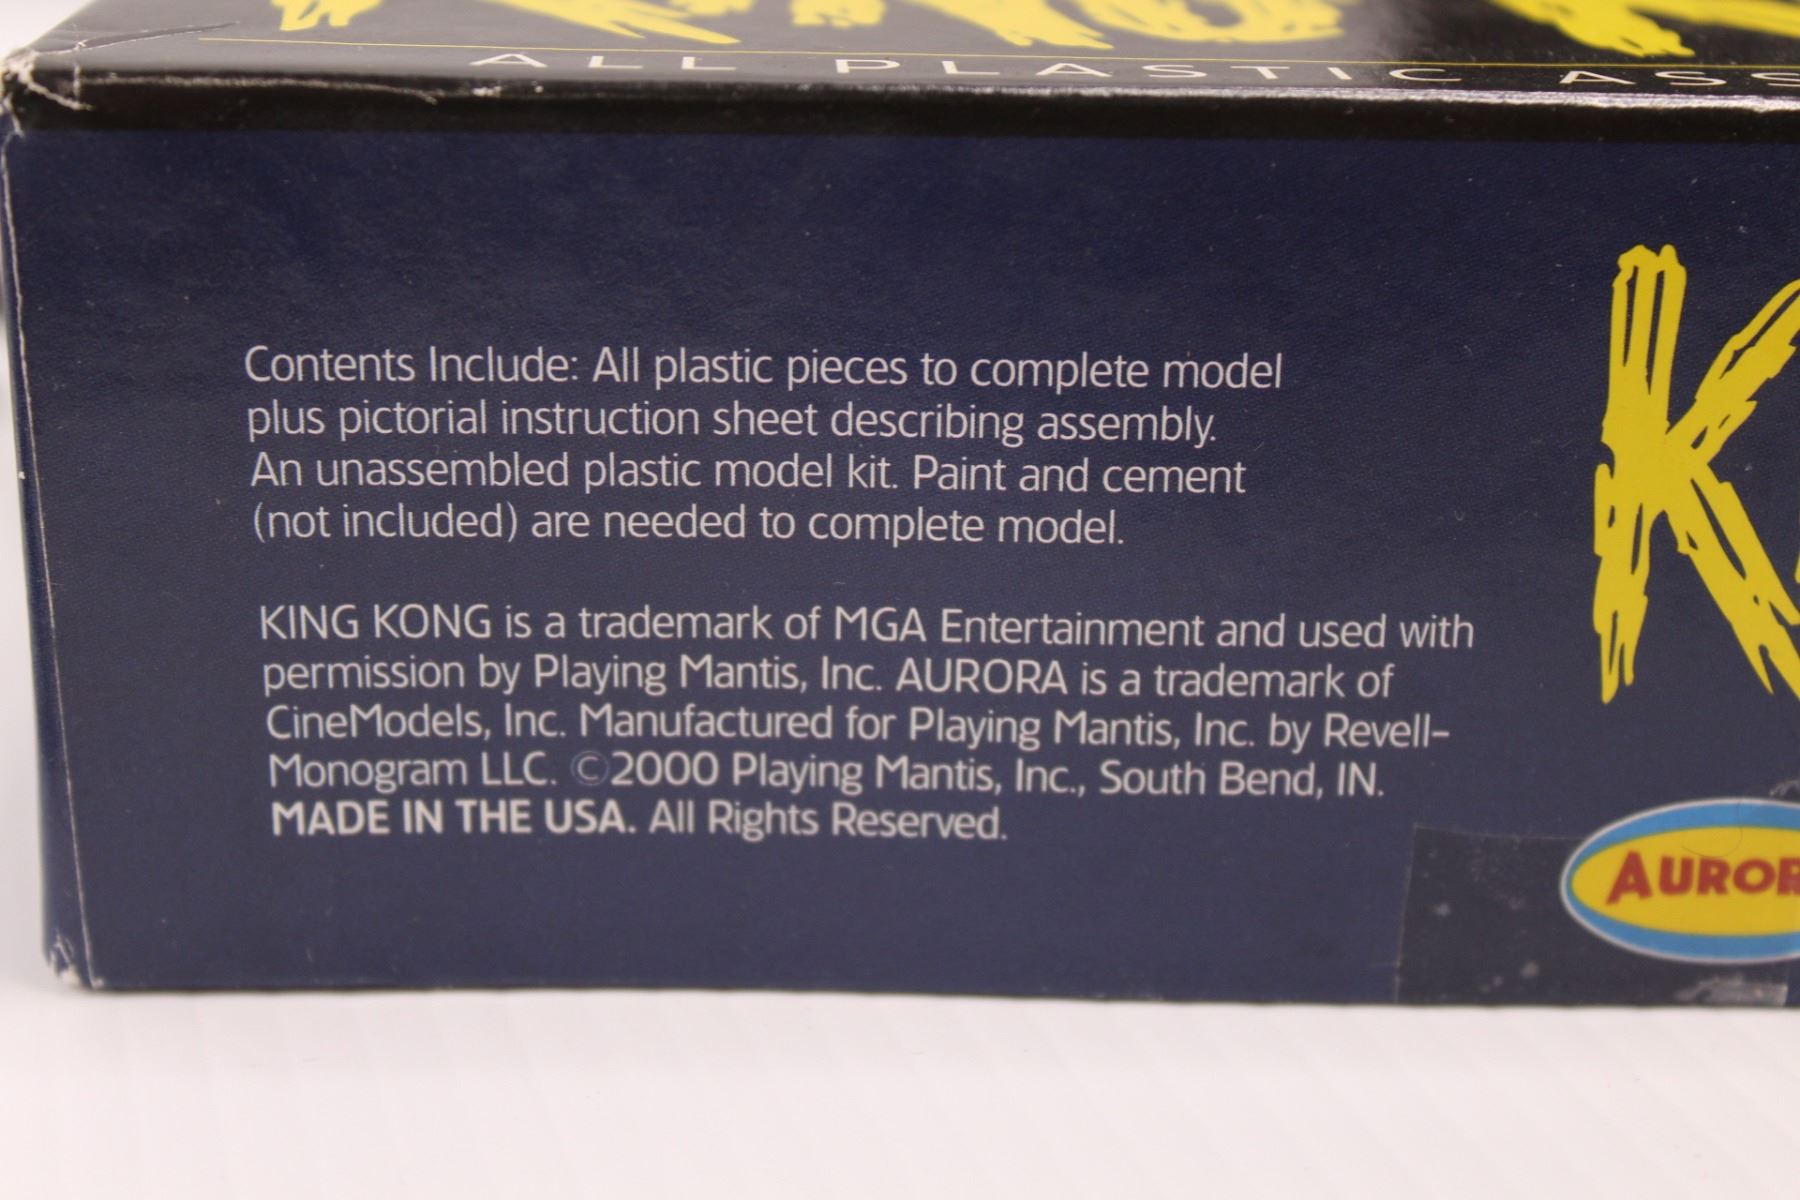 ALL PLASTIC ASS
Contents Include: All plastic pieces to complete model
plus pictorial instruction sheet describing assembly.
An unassembled plastic model kit. Paint and cement
(not included) are needed to complete model.
KING KONG is a trademark of MGA Entertainment and used with
permission by Playing Mantis, Inc. AURORA is a trademark of
CineModels, Inc. Manufactured for Playing Mantis, Inc. by Revell-
Monogram LLC. ©2000 Playing Mantis, Inc., South Bend, IN.
MADE IN THE USA. All Rights Reserved.
K
AUROR